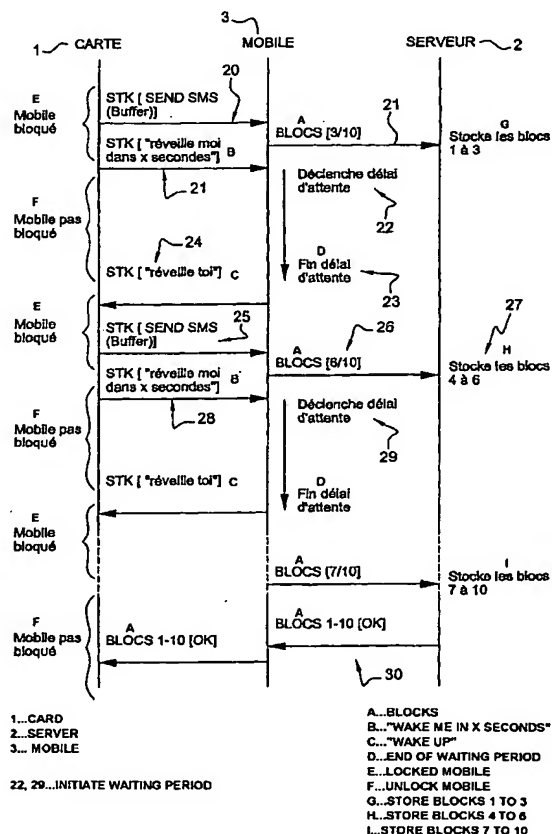 3
1 CARTE MOBILE SERVEUR 2
20
E
Mobile
bloqué
STK [ SEND SMS
(Buffer)]
A
BLOCS [3/10]
21
G
Stocke les blocs
1 à 3
STK ["réveille moi
dans x secondes"] B
21
Déclenche délai
d'attente
22
F
Mobile pas
bloqué
24
D
Fin délai
d'attente
23
STK [ "réveille toi"] C
E
Mobile
bloqué
25
STK [ SEND SMS
(Buffer)]
26
A
BLOCS [6/10]
27
H
Stocke les blocs
4 à 6
STK [ "réveille moi
dans x secondes"] B
28
Déclenche délai
d'attente
29
F
Mobile pas
bloqué
STK [ "réveille toi"] C
D
Fin délai
d'attente
E
Mobile
bloqué
A
BLOCS [7/10]
I
Stocke les blocs
7 à 10
F
Mobile pas
bloqué
A
BLOCS 1-10 [OK]
A
BLOCS 1-10 [OK]
30
1...CARD
2...SERVER
3... MOBILE
22, 29...INITIATE WAITING PERIOD
A...BLOCKS
B..."WAKE ME IN X SECONDS"
C..."WAKE UP"
D...END OF WAITING PERIOD
E...LOCKED MOBILE
F...UNLOCK MOBILE
G...STORE BLOCKS 1 TO 3
H...STORE BLOCKS 4 TO 6
I...STORE BLOCKS 7 TO 10